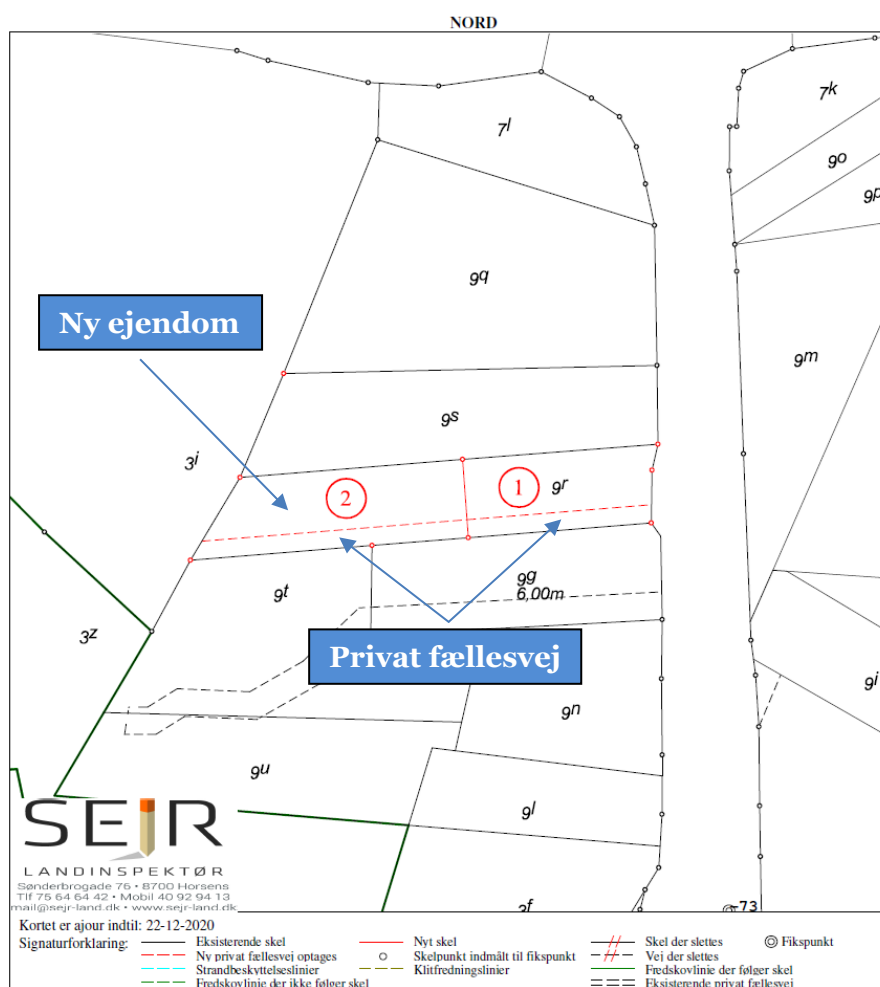 NORD
7k
7l
9o
9p
9q
Ny ejendom
9m
9s
3i
2
1
9r
9t
9g
6,00m
3z
Privat fællesvej
9i
9n
9u
9l
SEJR
LANDINSPEKTØR
Sønderbrogade 76 • 8700 Horsens
Tlf 75 64 64 42 • Mobil 40 92 94 13
mail@sejr-land.dk • www.sejr-land.dk
3f
73
Kortet er ajour indtil: 22-12-2020
Signaturforklaring: Eksisterende skel Nyt skel Skel der slettes Fikspunkt
Ny privat fællesvej optages Skelpunkt indmålt til fikspunkt Vej der slettes
Strandbeskyttelseslinier Klitfredningslinier Fredskovlinie der følger skel
Fredskovlinie der ikke følger skel Eksisterende privat fællesvej